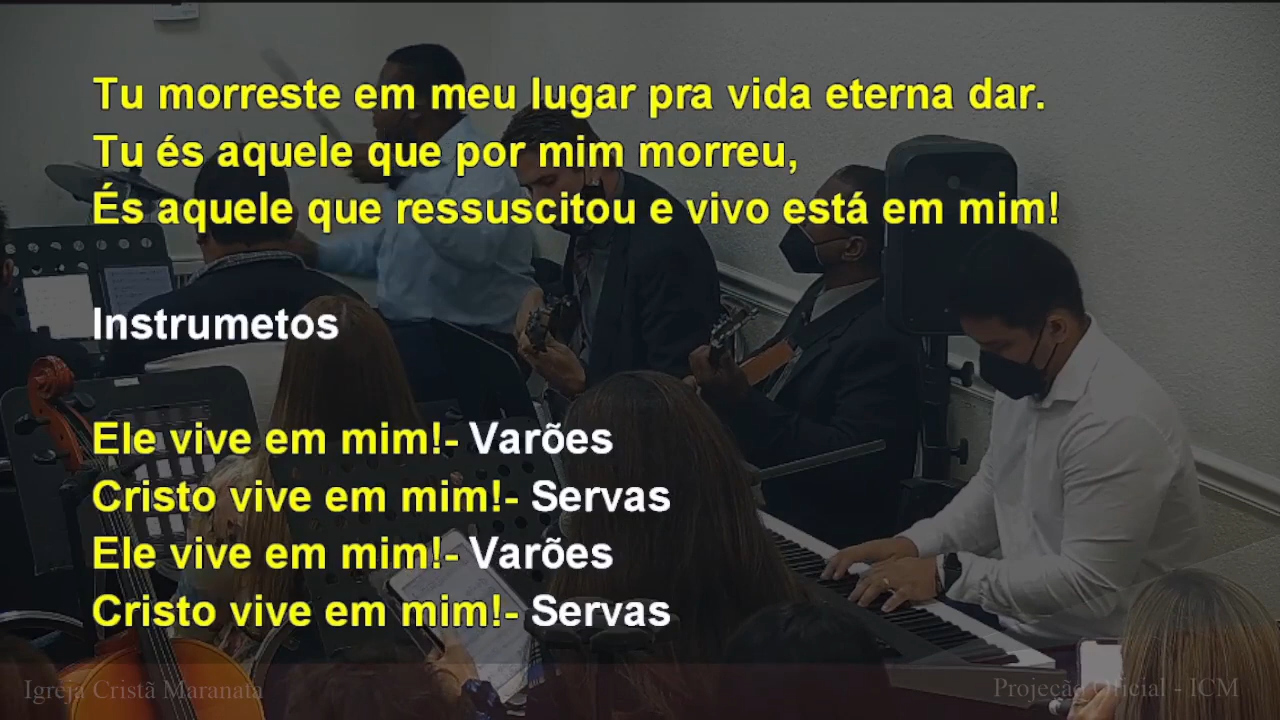 Tu morreste em meu lugar pra vida eterna dar.
Tu és aquele que por mim morreu,
És aquele que ressuscitou e vivo está em mim!
Instrumetos
Ele vive em mim!- Varões
Cristo vive em mim!- Servas
Ele vive em mim!- Varões
Cristo vive em mim!- Servas
Igreja Cristã Maranata
Projeção Oficial - ICM